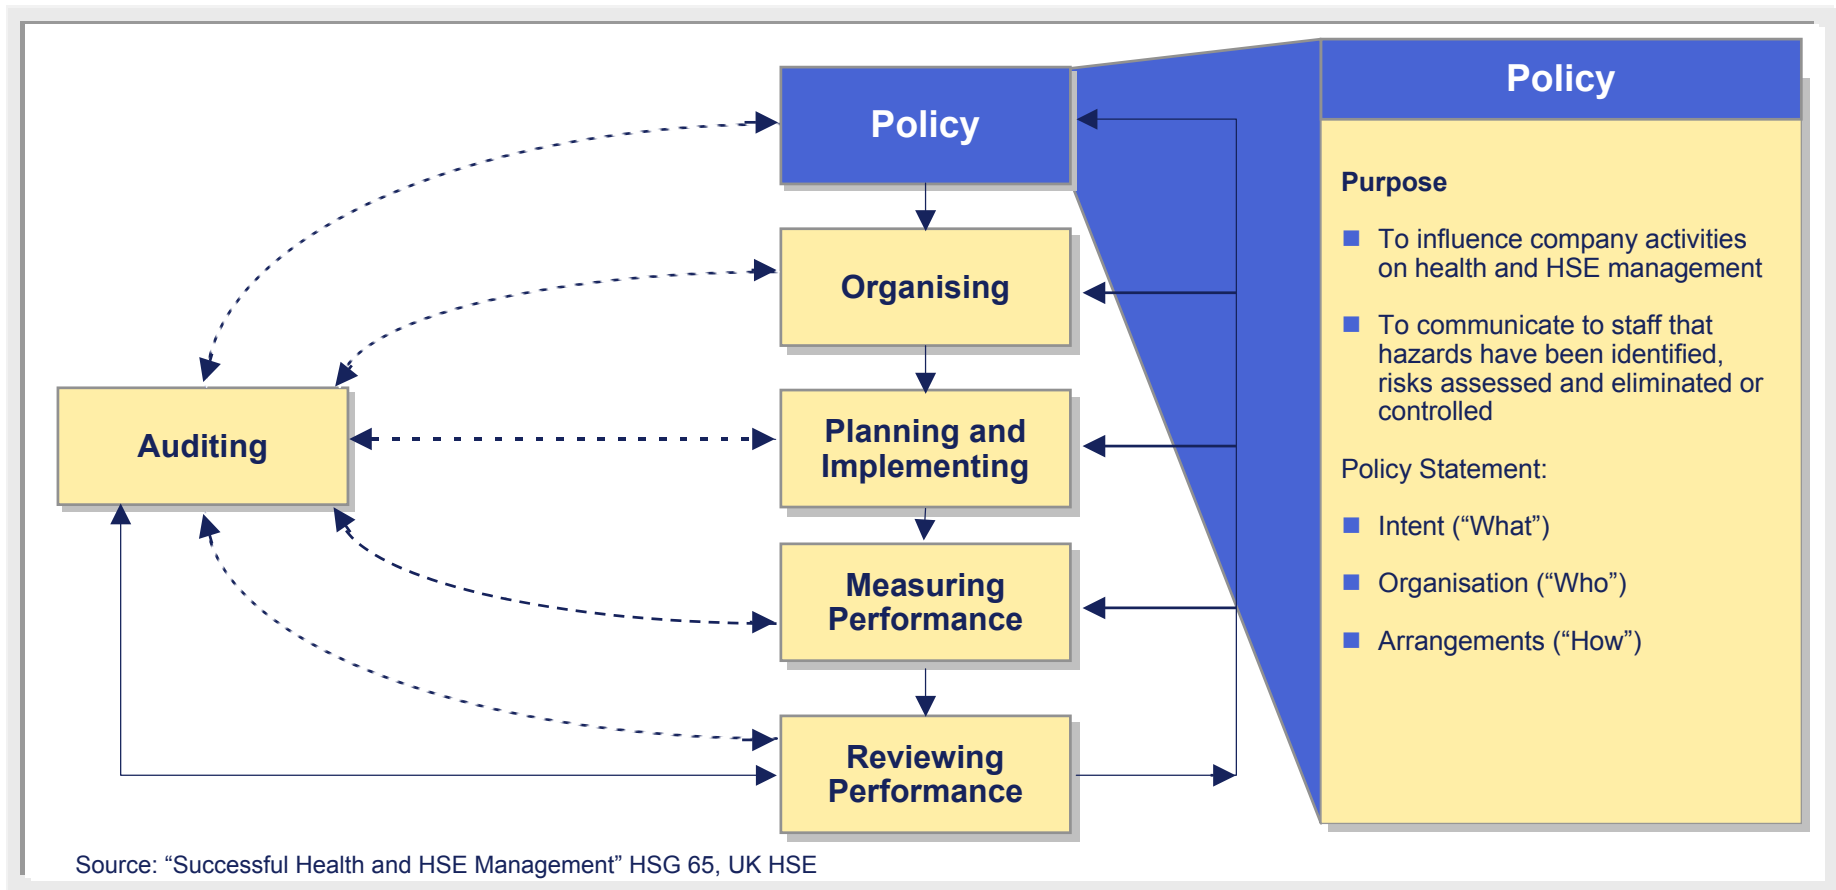 Policy
Organising
Planning and
Implementing
Measuring
Performance
Reviewing
Performance
Auditing
Policy
Purpose
To influence company activities
on health and HSE management
To communicate to staff that
hazards have been identified,
risks assessed and eliminated or
controlled
Policy Statement:
Intent (“What”)
Organisation (“Who”)
Arrangements (“How”)
Source: “Successful Health and HSE Management” HSG 65, UK HSE